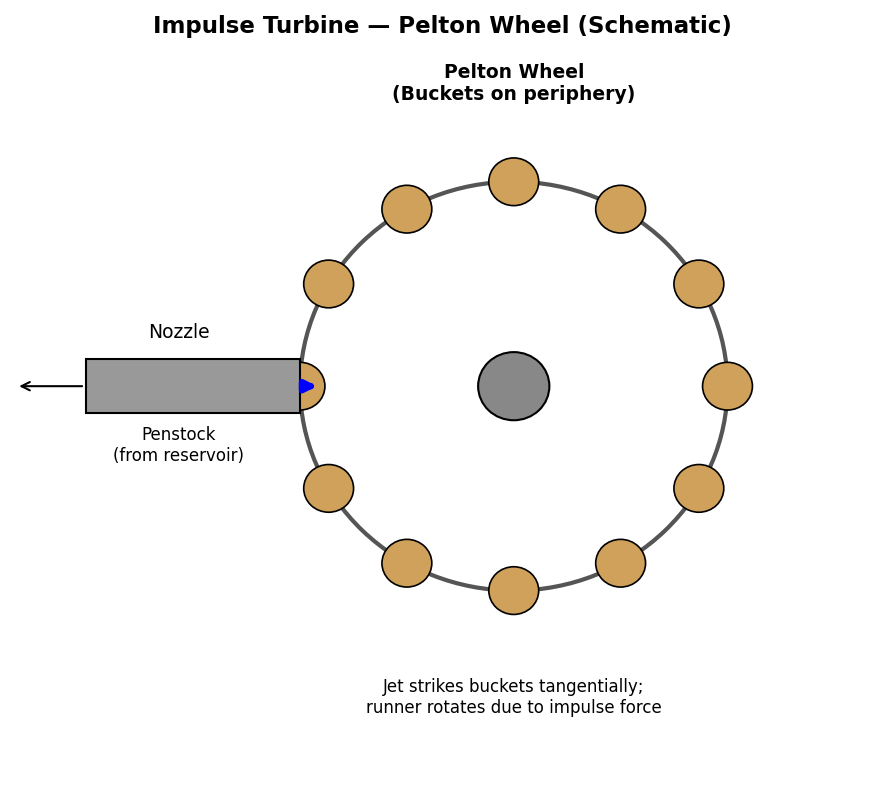 Impulse Turbine — Pelton Wheel (Schematic)
Pelton Wheel
(Buckets on periphery)
Nozzle
Penstock
(from reservoir)
Jet strikes buckets tangentially;
runner rotates due to impulse force